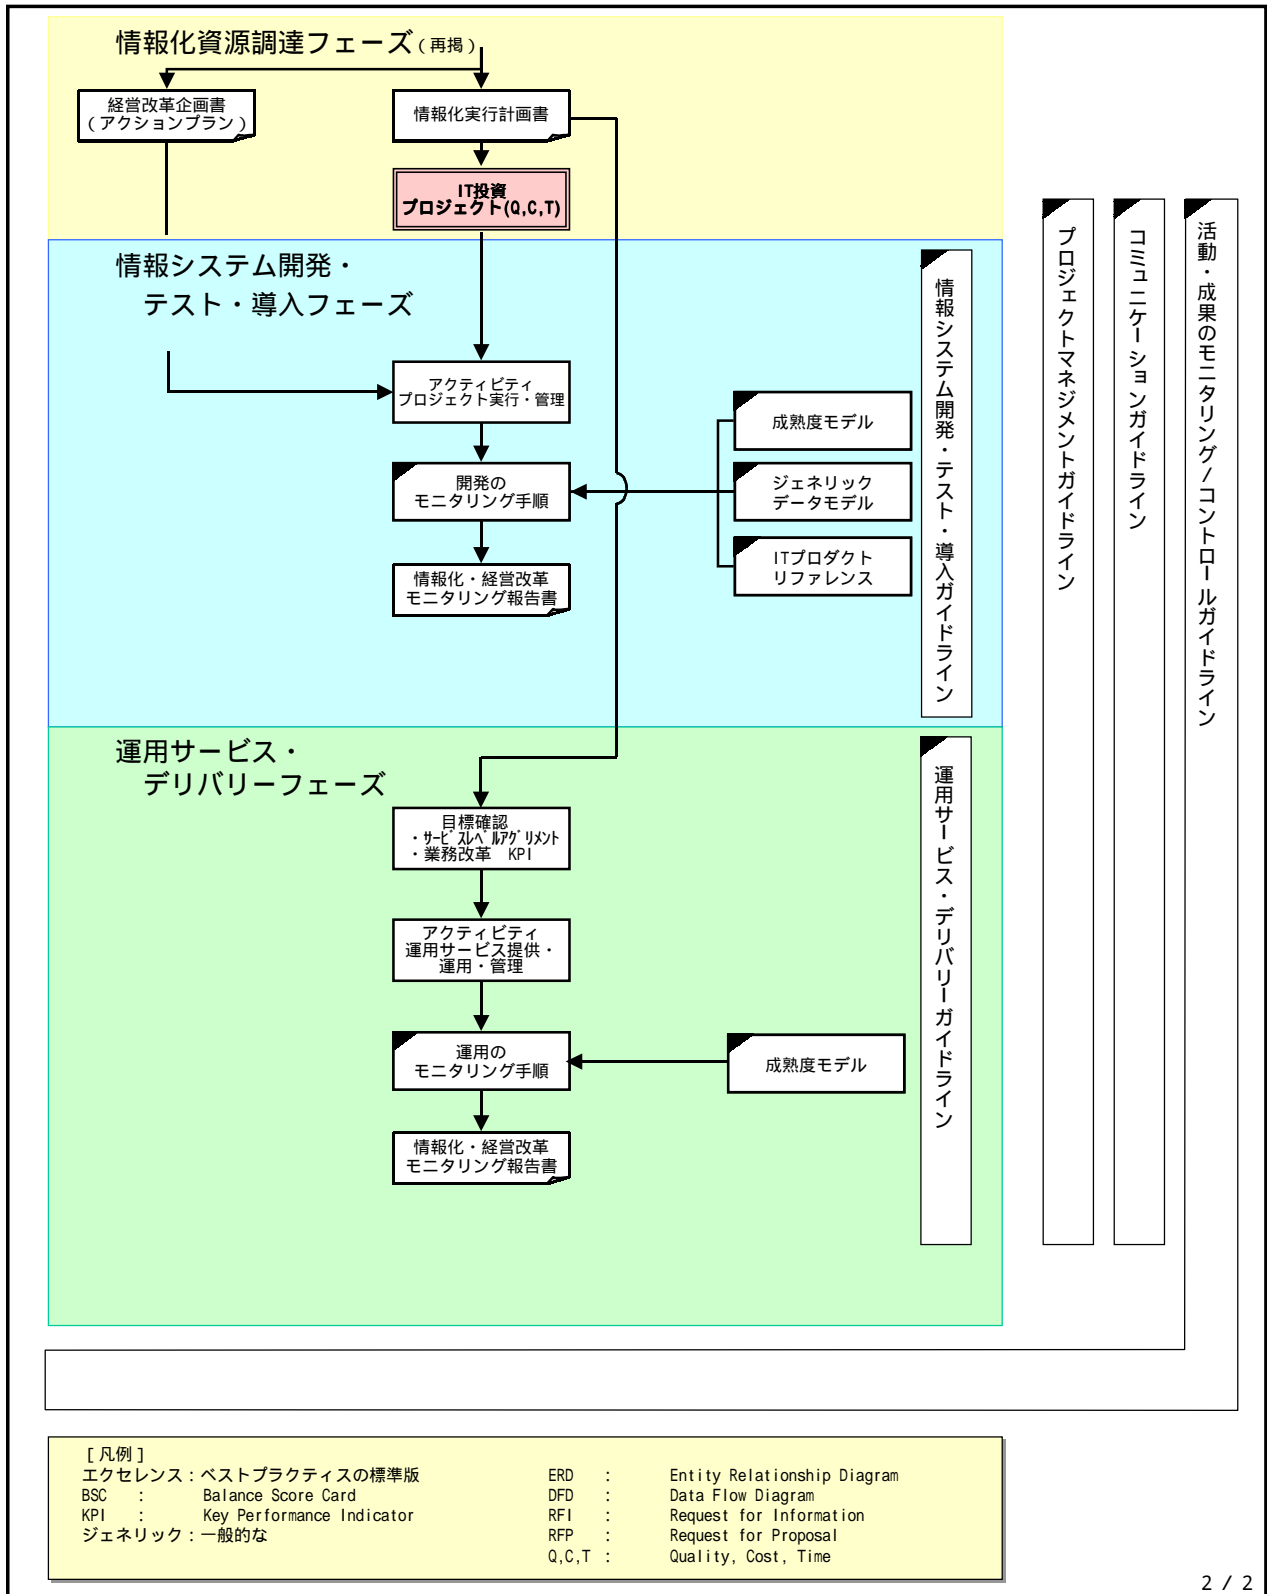 情報化資源調達フェーズ(再掲)
経営改革企画書
(アクションプラン)
情報化実行計画書
IT投資
プロジェクト(Q,C,T)
情報システム開発・
テスト・導入フェーズ
アクティビティ
プロジェクト実行・管理
開発の
モニタリング手順
情報化・経営改革
モニタリング報告書
成熟度モデル
ジェネリック
データモデル
ITプロダクト
リファレンス
情報システム開発・テスト・導入ガイドライン
プロジェクトマネジメントガイドライン
コミュニケーションガイドライン
活動・成果のモニタリング/コントロールガイドライン
運用サービス・
デリバリーフェーズ
目標確認
・サービスレベルアグリメント
・業務改革 KPI
アクティビティ
運用サービス提供・
運用・管理
運用の
モニタリング手順
情報化・経営改革
モニタリング報告書
成熟度モデル
運用サービス・デリバリーガイドライン
[凡例]
エクセレンス:ベストプラクティスの標準版
BSC : Balance Score Card
KPI : Key Performance Indicator
ジェネリック:一般的な
ERD : Entity Relationship Diagram
DFD : Data Flow Diagram
RFI : Request for Information
RFP : Request for Proposal
Q,C,T : Quality, Cost, Time
2 / 2